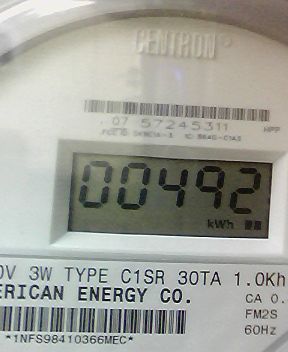 CENTRON®
07 57245311
HPP
00492
kWh
0V 3W TYPE C1SR 30TA 1.0Kh
ERICAN ENERGY CO.
CA 0.
FM2S
60Hz
*1NFS98410366MEC*